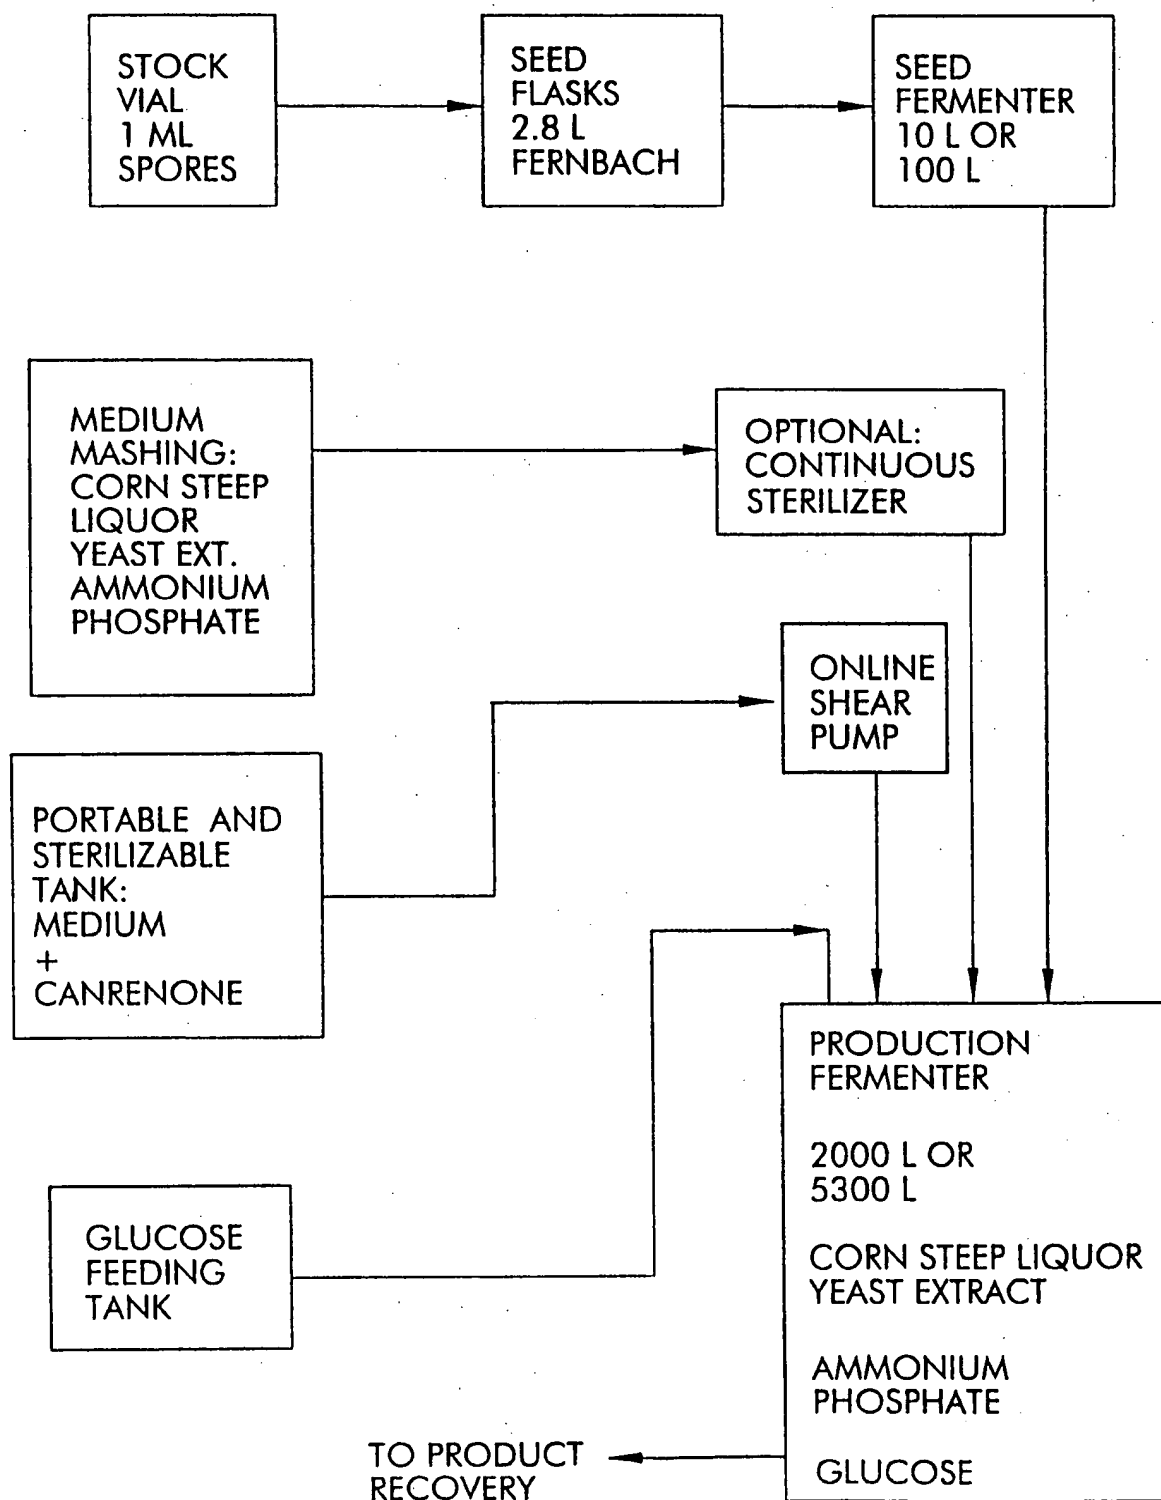 STOCK
VIAL
1 ML
SPORES
SEED
FLASKS
2.8 L
FERNBACH
SEED
FERMENTER
10 L OR
100 L
MEDIUM
MASHING:
CORN STEEP
LIQUOR
YEAST EXT.
AMMONIUM
PHOSPHATE
OPTIONAL:
CONTINUOUS
STERILIZER
ONLINE
SHEAR
PUMP
PORTABLE AND
STERILIZABLE
TANK:
MEDIUM
+
CANRENONE
GLUCOSE
FEEDING
TANK
PRODUCTION
FERMENTER
2000 L OR
5300 L
CORN STEEP LIQUOR
YEAST EXTRACT
AMMONIUM
PHOSPHATE
GLUCOSE
TO PRODUCT
RECOVERY